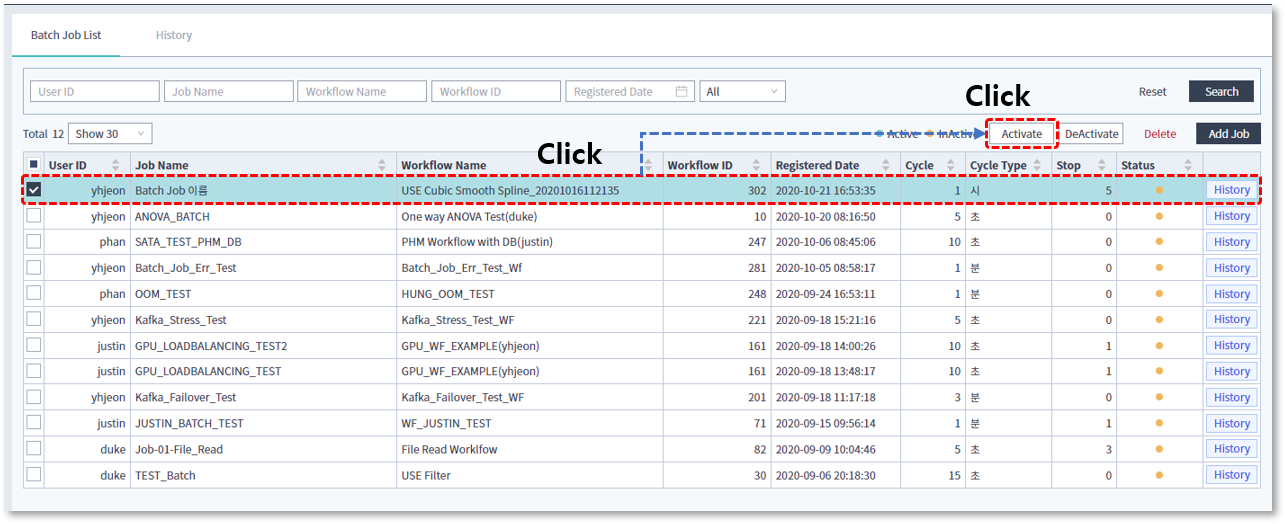 Batch Job List History
User ID Job Name Workflow Name Workflow ID Registered Date All Click Reset Search
Total 12 Show 30 Active InActive Activate DeActivate Delete Add Job
Click
User ID Job Name Workflow Name Workflow ID Registered Date Cycle Cycle Type Stop Status
yhjeon Batch Job 이름 USE Cubic Smooth Spline_20201016112135 302 2020-10-21 16:53:35 1 시 5 History
yhjeon ANOVA_BATCH One way ANOVA Test(duke) 10 2020-10-20 08:16:50 5 초 0 History
phan SATA_TEST_PHM_DB PHM Workflow with DB(justin) 247 2020-10-06 08:45:06 10 초 0 History
yhjeon Batch_Job_Err_Test Batch_Job_Err_Test_Wf 281 2020-10-05 08:58:17 1 분 0 History
phan OOM_TEST HUNG_OOM_TEST 248 2020-09-24 16:53:11 1 분 0 History
yhjeon Kafka_Stress_Test Kafka_Stress_Test_WF 221 2020-09-18 15:21:16 5 초 0 History
justin GPU_LOADBALANCING_TEST2 GPU_WF_EXAMPLE(yhjeon) 161 2020-09-18 14:00:26 10 초 1 History
justin GPU_LOADBALANCING_TEST GPU_WF_EXAMPLE(yhjeon) 161 2020-09-18 13:48:17 10 초 1 History
yhjeon Kafka_Failover_Test Kafka_Failover_Test_WF 201 2020-09-18 11:17:18 3 분 0 History
justin JUSTIN_BATCH_TEST WF_JUSTIN_TEST 71 2020-09-15 09:56:14 1 분 1 History
duke Job-01-File_Read File Read Worklfow 82 2020-09-09 10:04:46 5 초 3 History
duke TEST_Batch USE Filter 30 2020-09-06 20:18:30 15 초 0 History